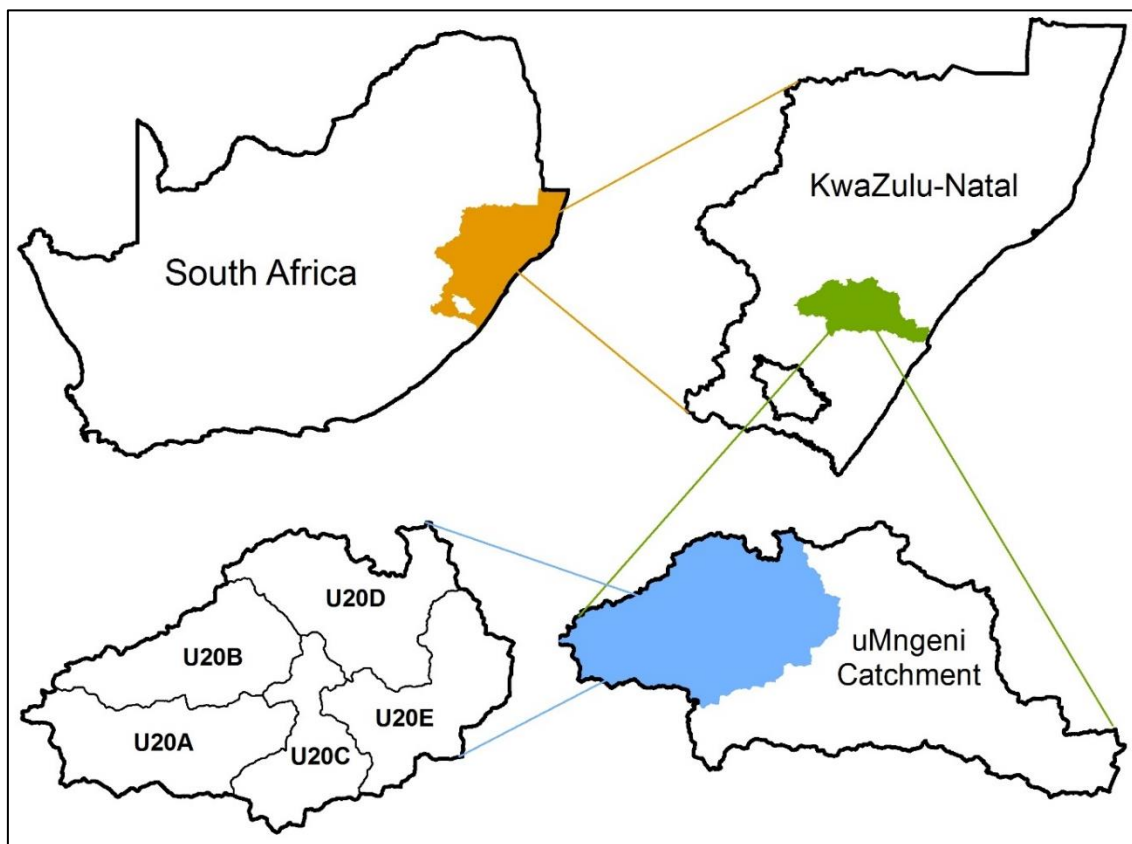 South Africa
KwaZulu-Natal
U20D
U20B
U20A
U20C
U20E
uMngeni
Catchment